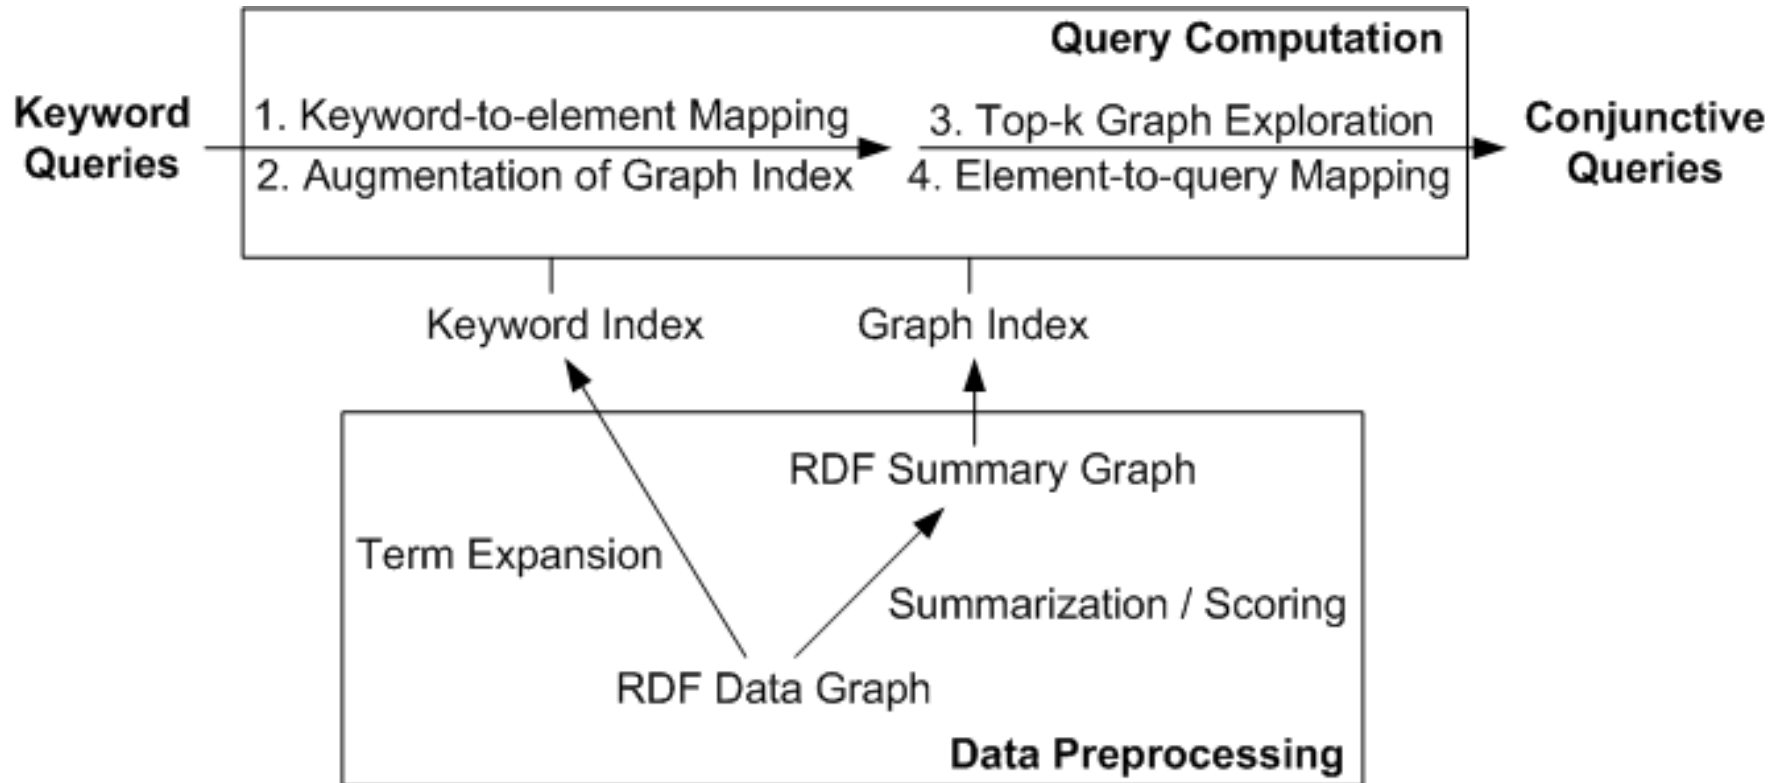 Query Computation
Keyword
Queries
1. Keyword-to-element Mapping
2. Augmentation of Graph Index
3. Top-k Graph Exploration
4. Element-to-query Mapping
Conjunctive
Queries
Keyword Index
Graph Index
RDF Summary Graph
Term Expansion
Summarization / Scoring
RDF Data Graph
Data Preprocessing